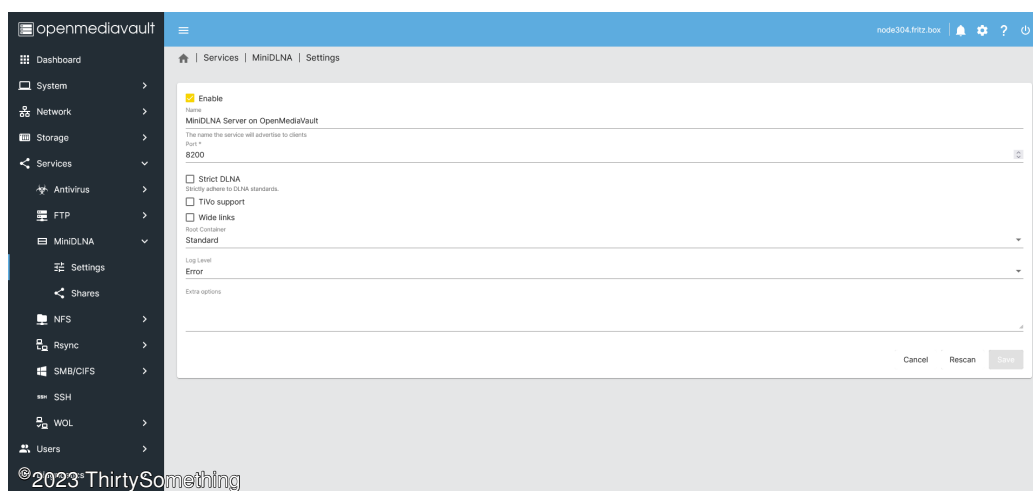 openmediavault
node304.fritz.box
Dashboard
System
Network
Storage
Services
Antivirus
FTP
MiniDLNA
Settings
Shares
NFS
Rsync
SMB/CIFS
SSH
SSH
WOL
Users
Diagnostics
| Services | MiniDLNA | Settings
Enable
Name
MiniDLNA Server on OpenMediaVault
The name the service will advertise to clients
Port *
8200
Strict DLNA
Strictly adhere to DLNA standards.
TiVo support
Wide links
Root Container
Standard
Log Level
Error
Extra options
Cancel Rescan Save
©2023 ThirtySomething